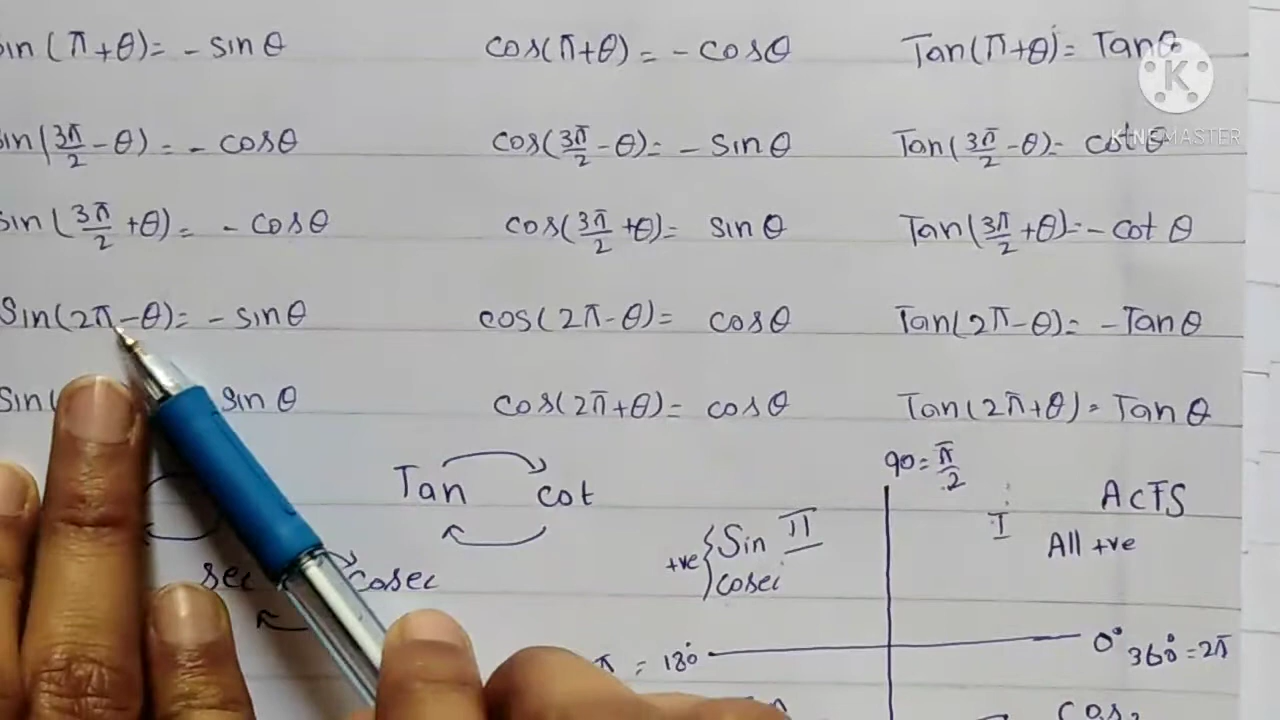 sin(π+θ)= - sinθ cos(π+θ) = - cosθ Tan(π+θ)= Tanθ
sin(3π/2 - θ) = - cosθ cos(3π/2 - θ)= - sinθ Tan(3π/2 - θ)= cotθ
K
KINEMASTER
sin(3π/2 + θ)= - cosθ cos(3π/2 + θ)= sinθ Tan(3π/2 + θ)= - cot θ
Sin(2π - θ)= - sinθ cos(2π - θ)= cosθ Tan(2π - θ)= - Tanθ
Sin( sinθ cos(2π+θ)= cosθ Tan(2π+θ) = Tanθ
90 = π/2
Tan cot
I
ACTS
All +ve
+ve { Sin II
cosec
sec cosec
π = 180° 0° 360° = 2π
Cos